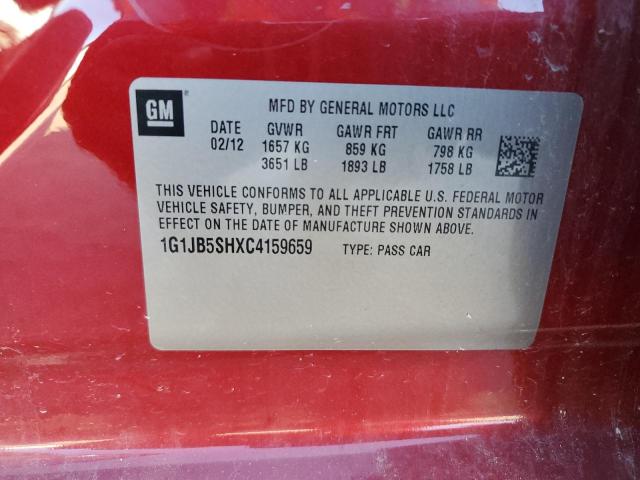 GM
MFD BY GENERAL MOTORS LLC
DATE GVWR GAWR FRT GAWR RR
02/12 1657 KG 859 KG 798 KG
3651 LB 1893 LB 1758 LB
THIS VEHICLE CONFORMS TO ALL APPLICABLE U.S. FEDERAL MOTOR
VEHICLE SAFETY, BUMPER, AND THEFT PREVENTION STANDARDS IN
EFFECT ON THE DATE OF MANUFACTURE SHOWN ABOVE.
1G1JB5SHXC4159659 TYPE: PASS CAR